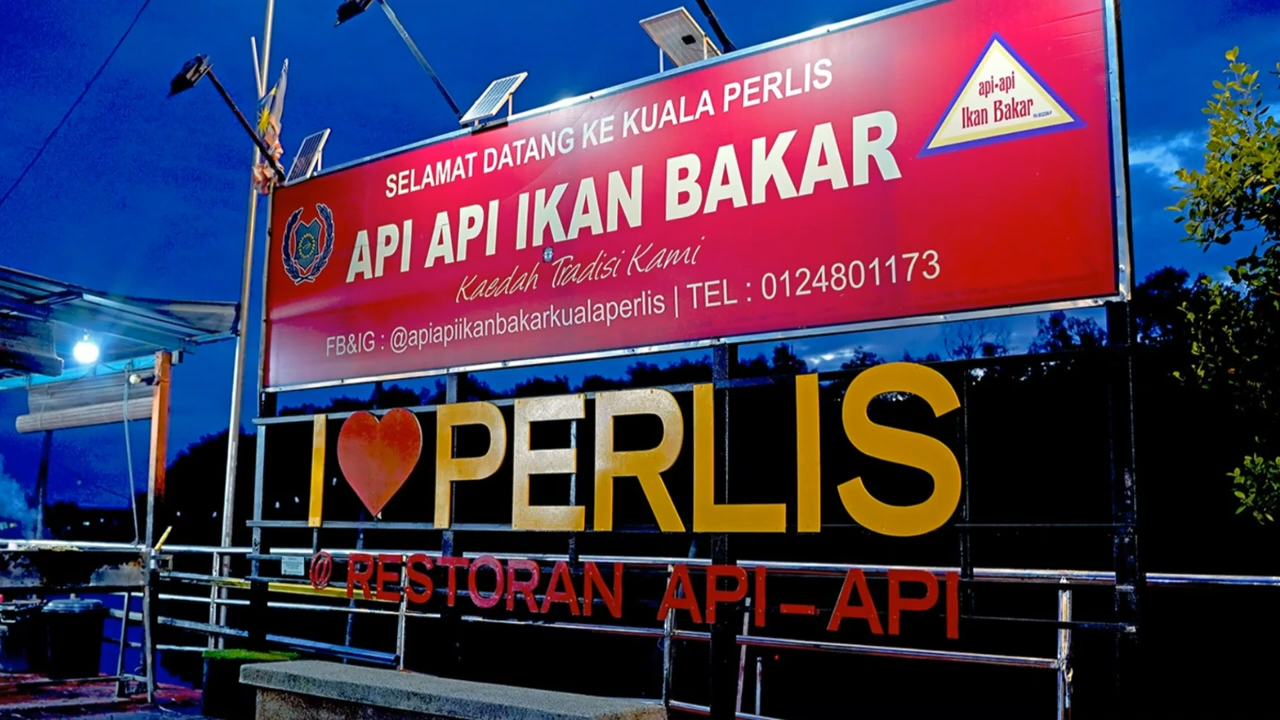 SELAMAT DATANG KE KUALA PERLIS
API API IKAN BAKAR
Kaedah Tradisi Kami
FB&IG : @apiapiikanbakarkualaperlis | TEL : 0124801173
api-api
Ikan Bakar
I ❤ PERLIS
@ RESTORAN API-API